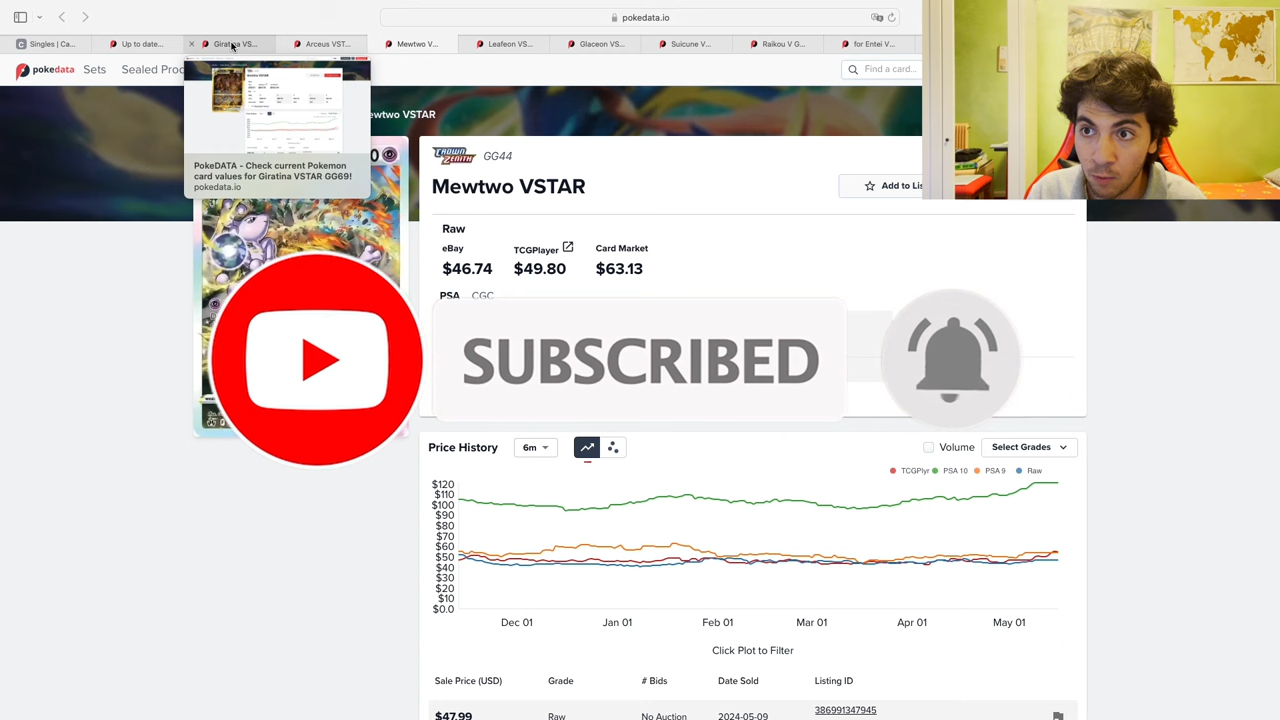 pokedata.io
Singles | Ca...
Up to date...
Giratina VS...
Arceus VST...
Mewtwo V...
Leafeon VS...
Glaceon VS...
Suicune V ...
Raikou V G...
for Entei V ...
pokedata Sets Sealed Proc
Find a card...
ewtwo VSTAR
PokeDATA - Check current Pokemon
card values for Giratina VSTAR GG69!
pokedata.io
CROWN ZENITH GG44
Mewtwo VSTAR
Add to Lis
Raw
eBay TCGPlayer Card Market
$46.74 $49.80 $63.13
PSA CGC
SUBSCRIBED
Price History 6m Volume Select Grades
TCGPlyr PSA 10 PSA 9 Raw
$120
$110
$100
$90
$80
$70
$60
$50
$40
$30
$20
$10
$0.0
Dec 01 Jan 01 Feb 01 Mar 01 Apr 01 May 01
Click Plot to Filter
Sale Price (USD) Grade # Bids Date Sold Listing ID
$47.99 Raw No Auction 2024-05-09 386991347945